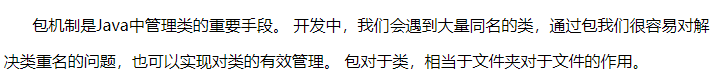 包机制是Java中管理类的重要手段。 开发中，我们会遇到大量同名的类，通过包我们很容易对解
决类重名的问题，也可以实现对类的有效管理。 包对于类，相当于文件夹对于文件的作用。